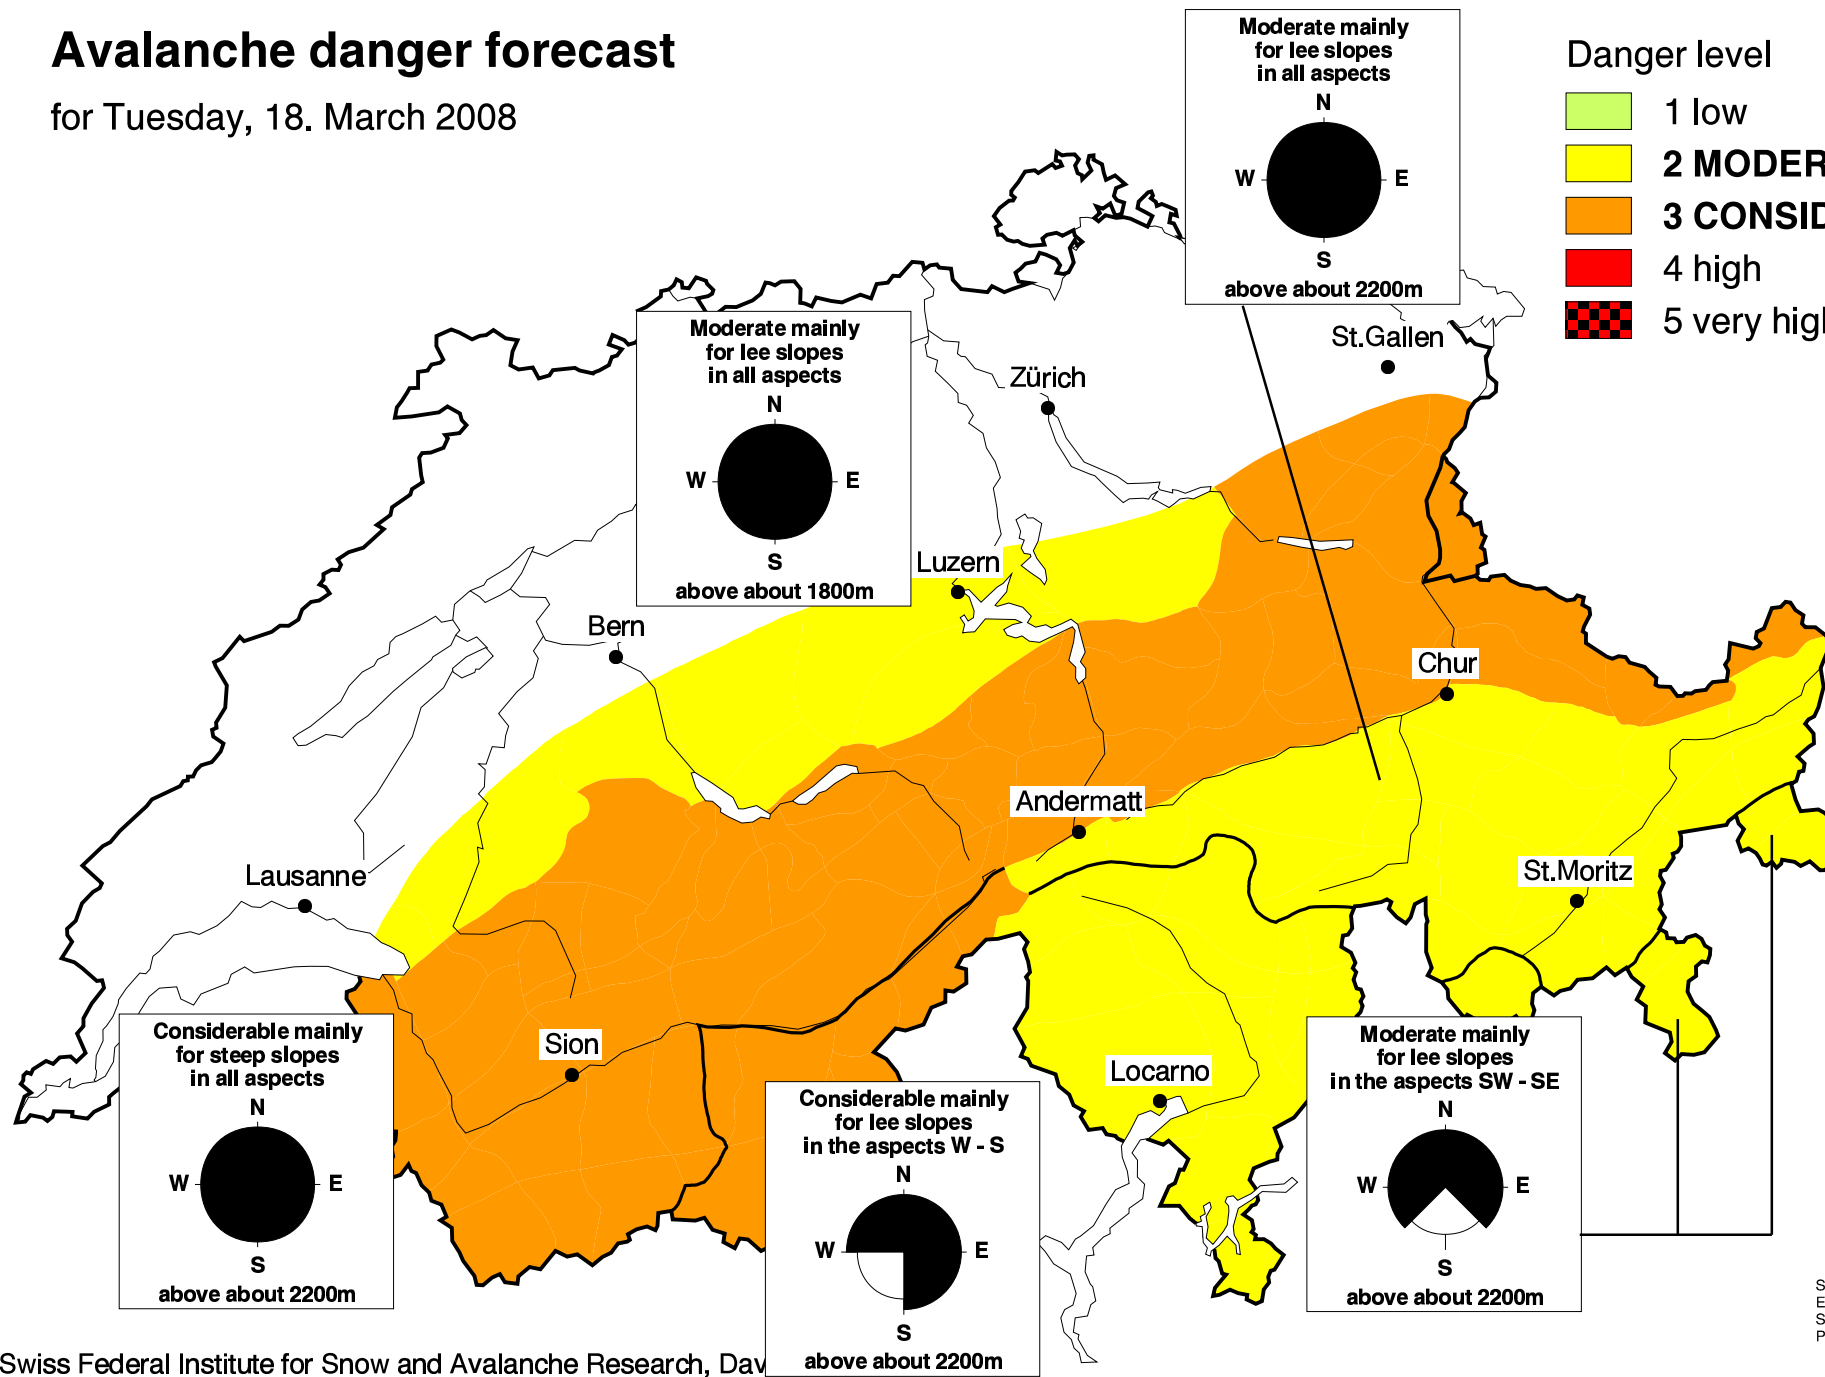 Avalanche danger forecast
for Tuesday, 18. March 2008
Moderate mainly
for lee slopes
in all aspects
N
W
E
S
above about 2200m
Danger level
1 low
2 MODER
3 CONSID
4 high
5 very hig
Moderate mainly
for lee slopes
in all aspects
N
W
E
S
above about 1800m
St.Gallen
Zürich
Luzern
Bern
Chur
Andermatt
Lausanne
St.Moritz
Sion
Locarno
Considerable mainly
for steep slopes
in all aspects
N
W
E
S
above about 2200m
Considerable mainly
for lee slopes
in the aspects W - S
N
W
E
S
above about 2200m
Moderate mainly
for lee slopes
in the aspects SW - SE
N
W
E
S
above about 2200m
S
E
S
P
Swiss Federal Institute for Snow and Avalanche Research, Dav